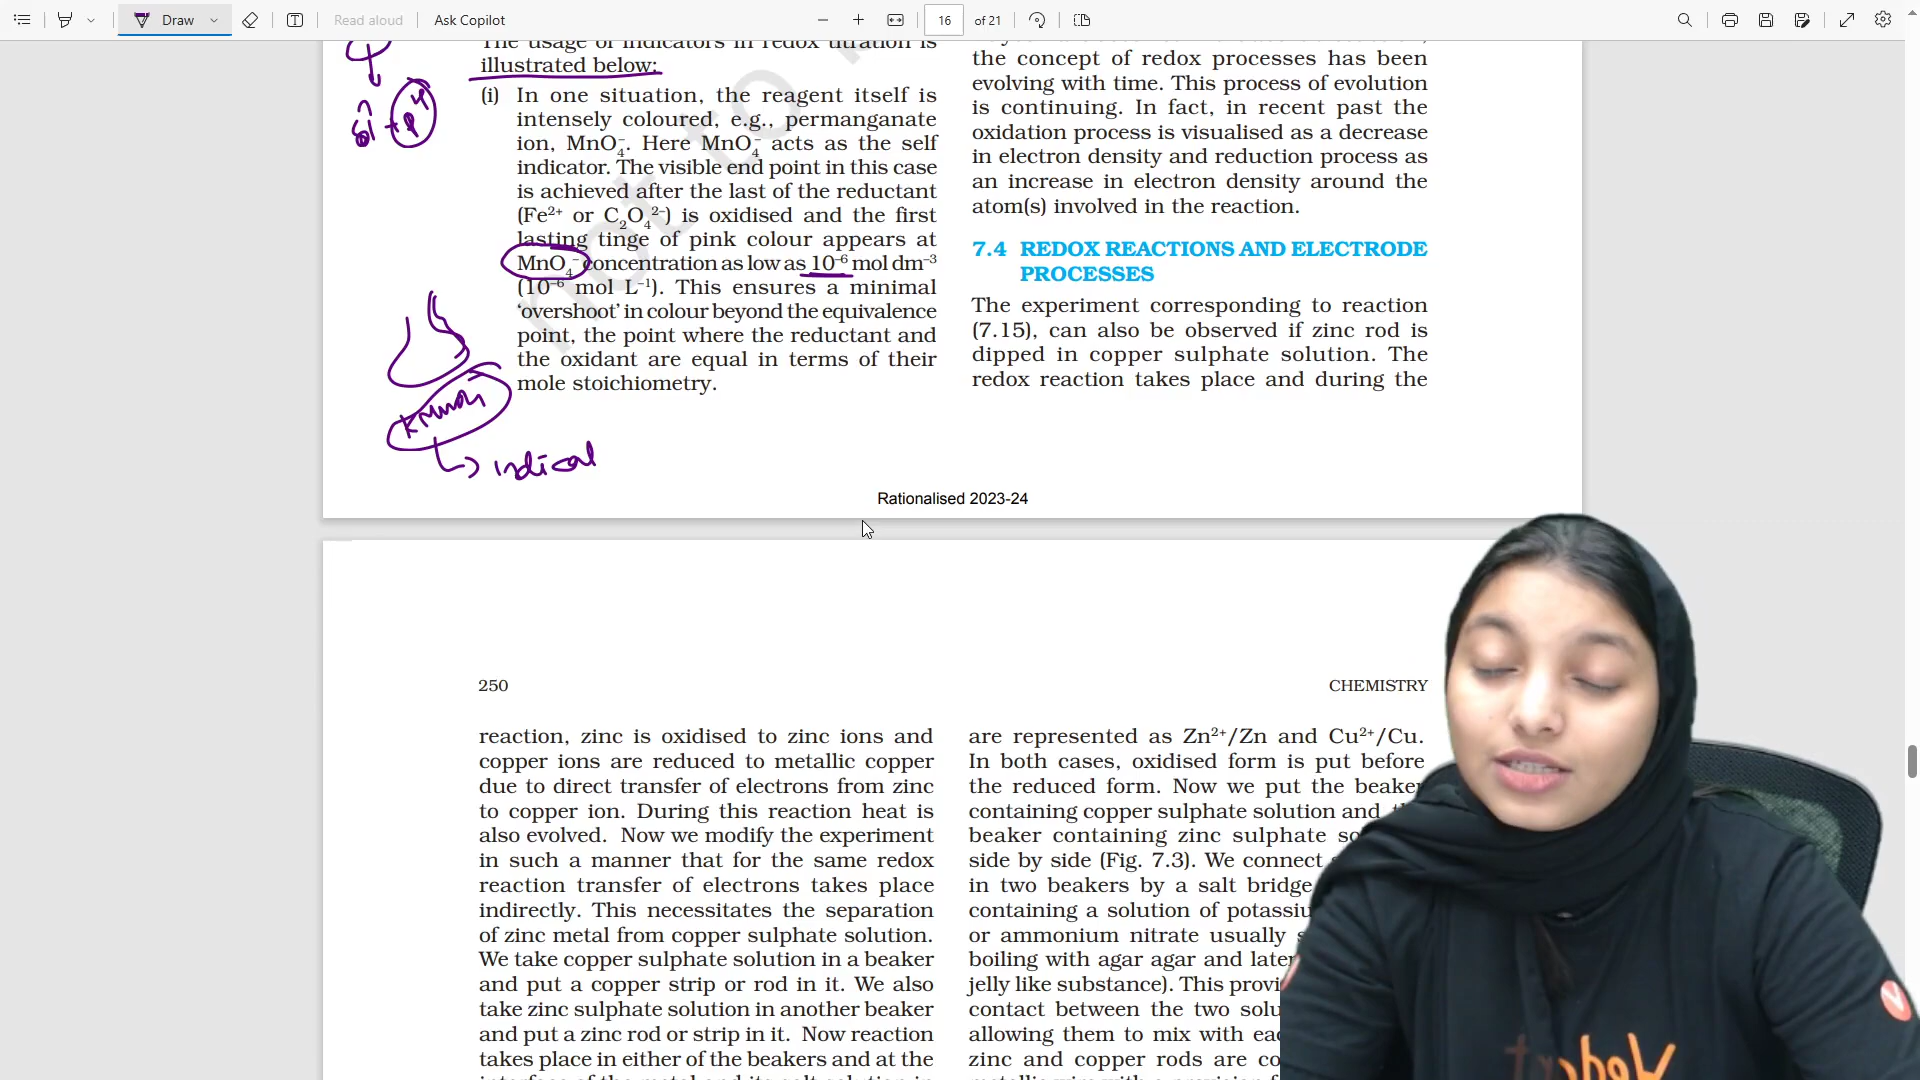 Draw
Read aloud
Ask Copilot
16
of 21
The usage of indicators in redox titration is
illustrated below:
(i) In one situation, the reagent itself is
intensely coloured, e.g., permanganate
ion, MnO₄⁻. Here MnO₄⁻ acts as the self
indicator. The visible end point in this case
is achieved after the last of the reductant
(Fe²⁺ or C₂O₄²⁻) is oxidised and the first
lasting tinge of pink colour appears at
MnO₄⁻ concentration as low as 10⁻⁶ mol dm⁻³
(10⁻⁶ mol L⁻¹). This ensures a minimal
‘overshoot’ in colour beyond the equivalence
point, the point where the reductant and
the oxidant are equal in terms of their
mole stoichiometry.
KMnO₄
the concept of redox processes has been
evolving with time. This process of evolution
is continuing. In fact, in recent past the
oxidation process is visualised as a decrease
in electron density and reduction process as
an increase in electron density around the
atom(s) involved in the reaction.
7.4 REDOX REACTIONS AND ELECTRODE
PROCESSES
The experiment corresponding to reaction
(7.15), can also be observed if zinc rod is
dipped in copper sulphate solution. The
redox reaction takes place and during the
not to
Rationalised 2023-24
250
CHEMISTRY
reaction, zinc is oxidised to zinc ions and
copper ions are reduced to metallic copper
due to direct transfer of electrons from zinc
to copper ion. During this reaction heat is
also evolved. Now we modify the experiment
in such a manner that for the same redox
reaction transfer of electrons takes place
indirectly. This necessitates the separation
of zinc metal from copper sulphate solution.
We take copper sulphate solution in a beaker
and put a copper strip or rod in it. We also
take zinc sulphate solution in another beaker
and put a zinc rod or strip in it. Now reaction
takes place in either of the beakers and at the
are represented as Zn²⁺/Zn and Cu²⁺/Cu.
In both cases, oxidised form is put before
the reduced form. Now we put the beaker
containing copper sulphate solution and
beaker containing zinc sulphate
side by side (Fig. 7.3). We connect
in two beakers by a salt bridge
containing a solution of
or ammonium nitrate usually
boiling with agar agar and
jelly like substance). This
contact between the two
allowing them to mix with
zinc and copper rods are